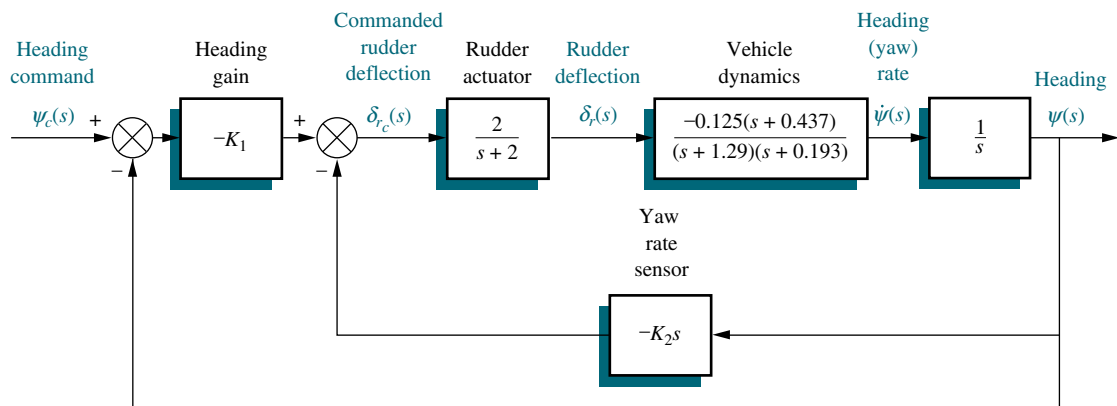 Heading
command
ψc(s)
+
−
Heading
gain
−K1
+
−
Commanded
rudder
deflection
δrc(s)
Rudder
actuator
2
s + 2
Rudder
deflection
δr(s)
Vehicle
dynamics
−0.125(s + 0.437)
(s + 1.29)(s + 0.193)
Heading
(yaw)
rate
ψ̇(s)
1
s
Heading
ψ(s)
Yaw
rate
sensor
−K2s